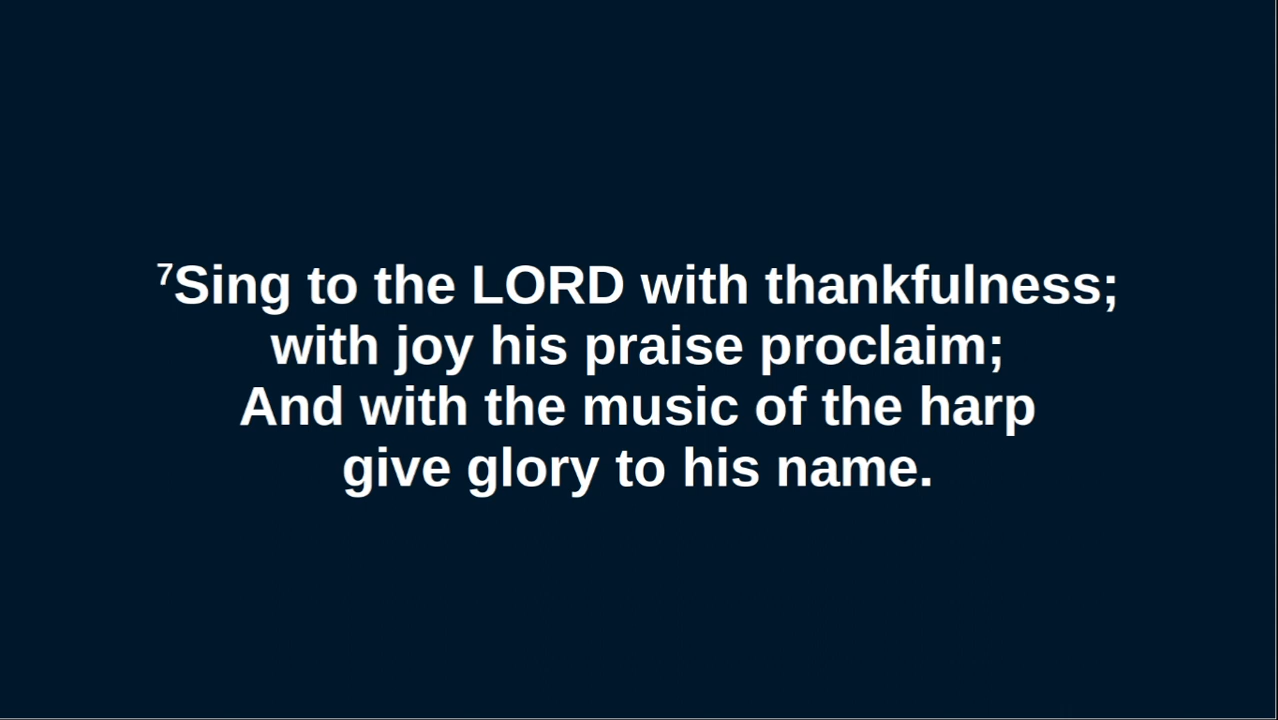 ⁷Sing to the LORD with thankfulness;
with joy his praise proclaim;
And with the music of the harp
give glory to his name.